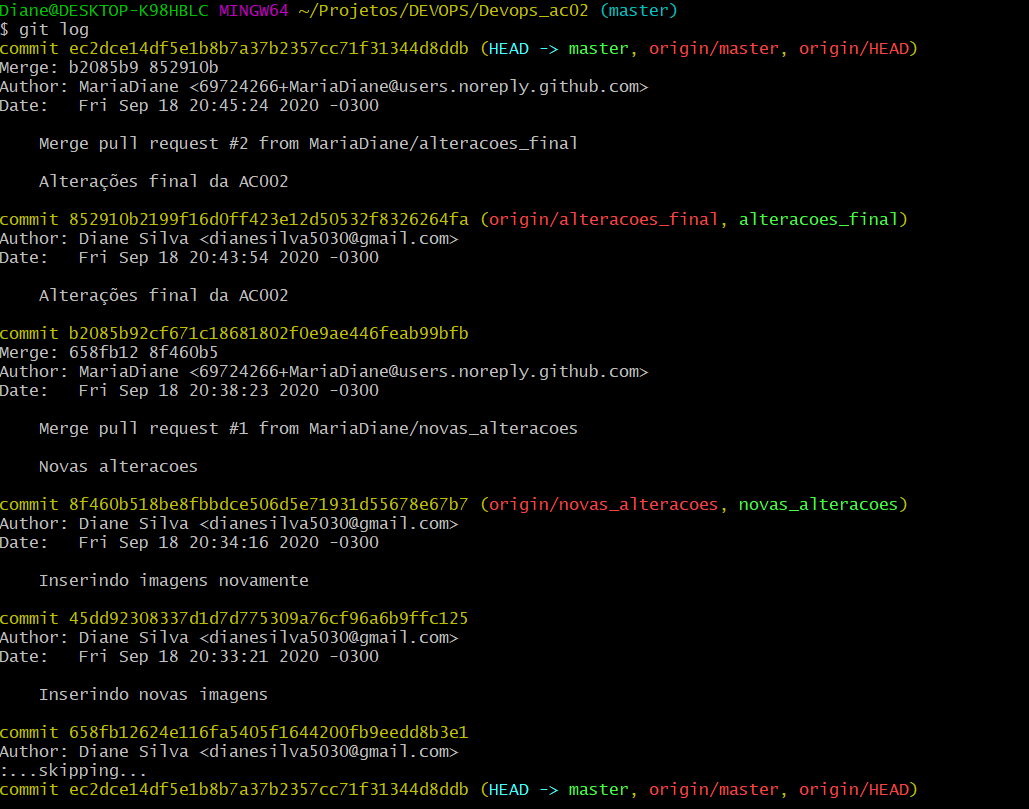 Diane@DESKTOP-K98HBLC MINGW64 ~/Projetos/DEVOPS/Devops_ac02 (master)
$ git log
commit ec2dce14df5e1b8b7a37b2357cc71f31344d8ddb (HEAD -> master, origin/master, origin/HEAD)
Merge: b2085b9 852910b
Author: MariaDiane <69724266+MariaDiane@users.noreply.github.com>
Date:   Fri Sep 18 20:45:24 2020 -0300

    Merge pull request #2 from MariaDiane/alteracoes_final

    Alterações final da AC002

commit 852910b2199f16d0ff423e12d50532f8326264fa (origin/alteracoes_final, alteracoes_final)
Author: Diane Silva <dianesilva5030@gmail.com>
Date:   Fri Sep 18 20:43:54 2020 -0300

    Alterações final da AC002

commit b2085b92cf671c18681802f0e9ae446feab99bfb
Merge: 658fb12 8f460b5
Author: MariaDiane <69724266+MariaDiane@users.noreply.github.com>
Date:   Fri Sep 18 20:38:23 2020 -0300

    Merge pull request #1 from MariaDiane/novas_alteracoes

    Novas alteracoes

commit 8f460b518be8fbbdce506d5e71931d55678e67b7 (origin/novas_alteracoes, novas_alteracoes)
Author: Diane Silva <dianesilva5030@gmail.com>
Date:   Fri Sep 18 20:34:16 2020 -0300

    Inserindo imagens novamente

commit 45dd92308337d1d7d775309a76cf96a6b9ffc125
Author: Diane Silva <dianesilva5030@gmail.com>
Date:   Fri Sep 18 20:33:21 2020 -0300

    Inserindo novas imagens

commit 658fb12624e116fa5405f1644200fb9eedd8b3e1
Author: Diane Silva <dianesilva5030@gmail.com>
:...skipping...
commit ec2dce14df5e1b8b7a37b2357cc71f31344d8ddb (HEAD -> master, origin/master, origin/HEAD)